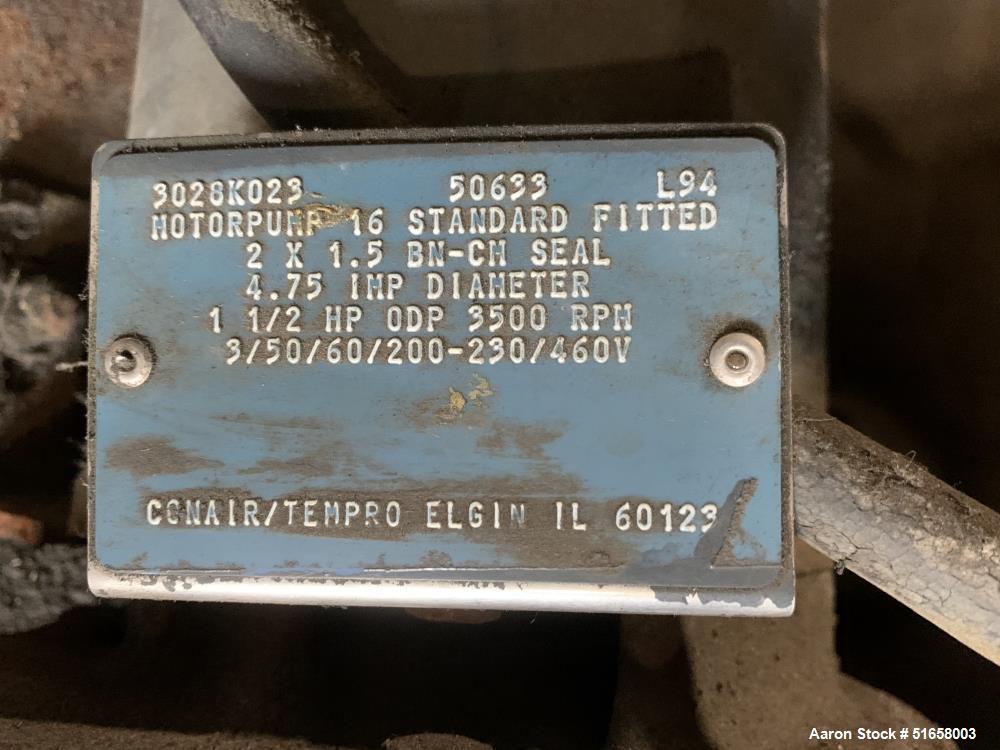 3028K023 50633 L94
MOTORPUMP 16 STANDARD FITTED
2 X 1.5 BN-CM SEAL
4.75 IMP DIAMETER
1 1/2 HP ODP 3500 RPM
3/50/60/200-230/460V
CONAIR/TEMPRO ELGIN IL 60123
Aaron Stock # 51658003